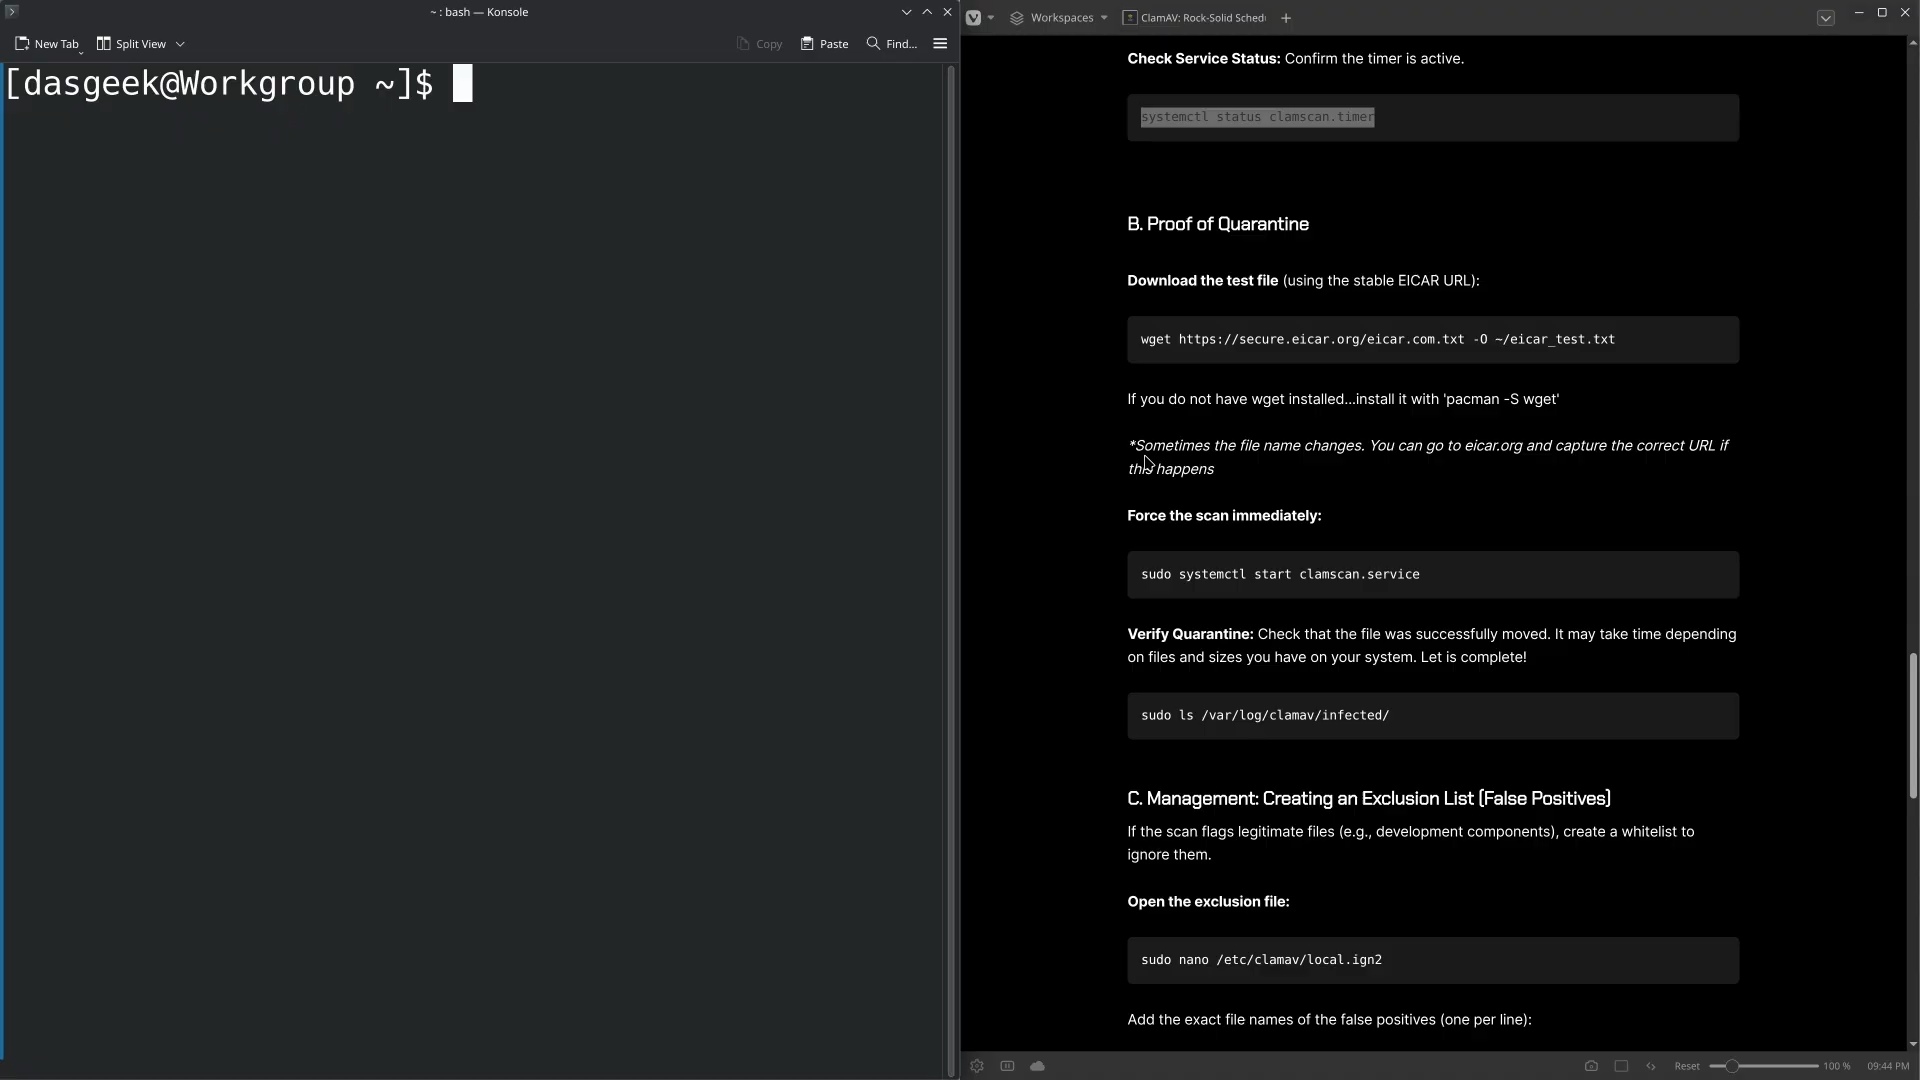 ~ : bash — Konsole
New Tab
Split View
Copy
Paste
Find...
[dasgeek@Workgroup ~]$
Workspaces
ClamAV: Rock-Solid Sched
Check Service Status: Confirm the timer is active.
systemctl status clamscan.timer
B. Proof of Quarantine
Download the test file (using the stable EICAR URL):
wget https://secure.eicar.org/eicar.com.txt -O ~/eicar_test.txt
If you do not have wget installed...install it with 'pacman -S wget'
*Sometimes the file name changes. You can go to eicar.org and capture the correct URL if
this happens
Force the scan immediately:
sudo systemctl start clamscan.service
Verify Quarantine: Check that the file was successfully moved. It may take time depending
on files and sizes you have on your system. Let is complete!
sudo ls /var/log/clamav/infected/
C. Management: Creating an Exclusion List (False Positives)
If the scan flags legitimate files (e.g., development components), create a whitelist to
ignore them.
Open the exclusion file:
sudo nano /etc/clamav/local.ign2
Add the exact file names of the false positives (one per line):
Reset
100 %
09:44 PM